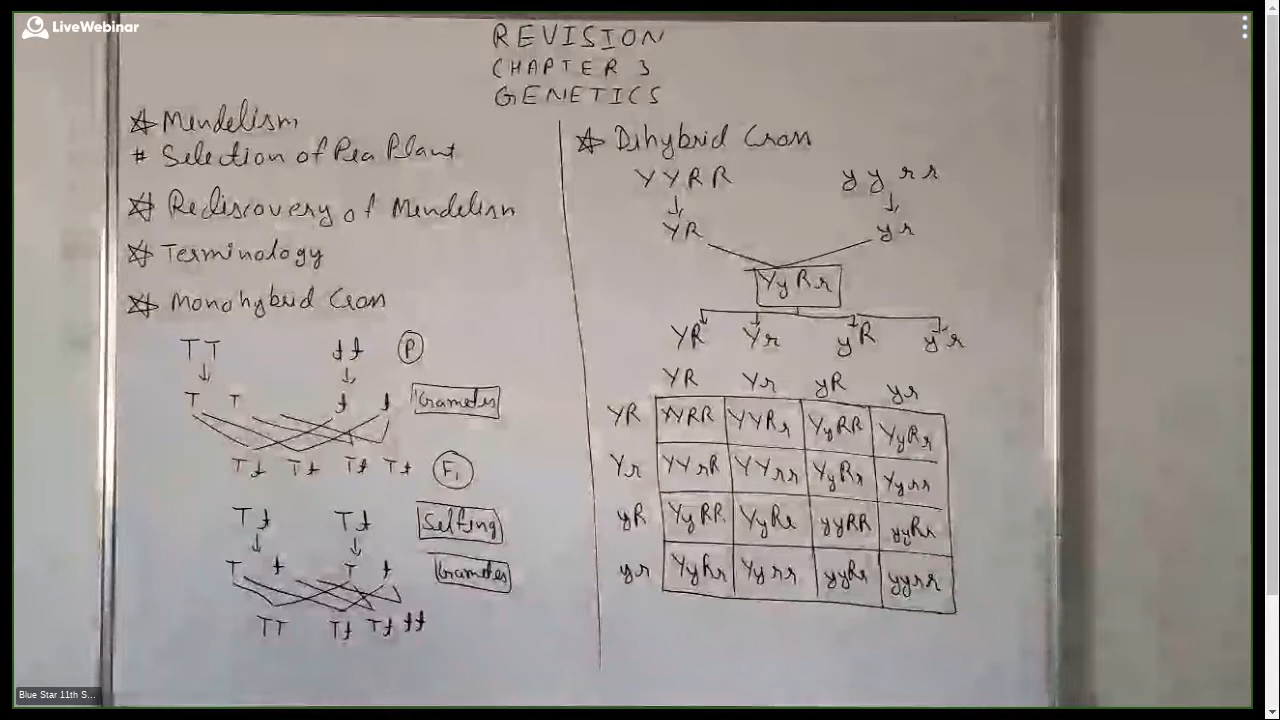 LiveWebinar
REVISION
CHAPTER 3
GENETICS
☆ Mendelism
# Selection of Pea Plant
☆ Rediscovery of Mendelism
☆ Terminology
☆ Monohybrid Cross
TT tt P
T T t t Gametes
Tt Tt Tt Tt F1
Tt Tt Selfing
T t T t Gametes
TT Tt Tt tt
☆ Dihybrid Cross
YYRR yyrr
YR yr
YyRr
YR Yr yR yr
YR Yr yR yr
YR YYRR YYRr YyRR YyRr
Yr YYrR YYrr YyRr Yyrr
yR YyRR YyRr yyRR yyRr
yr YyRr Yyrr yyRr yyrr
Blue Star 11th S...